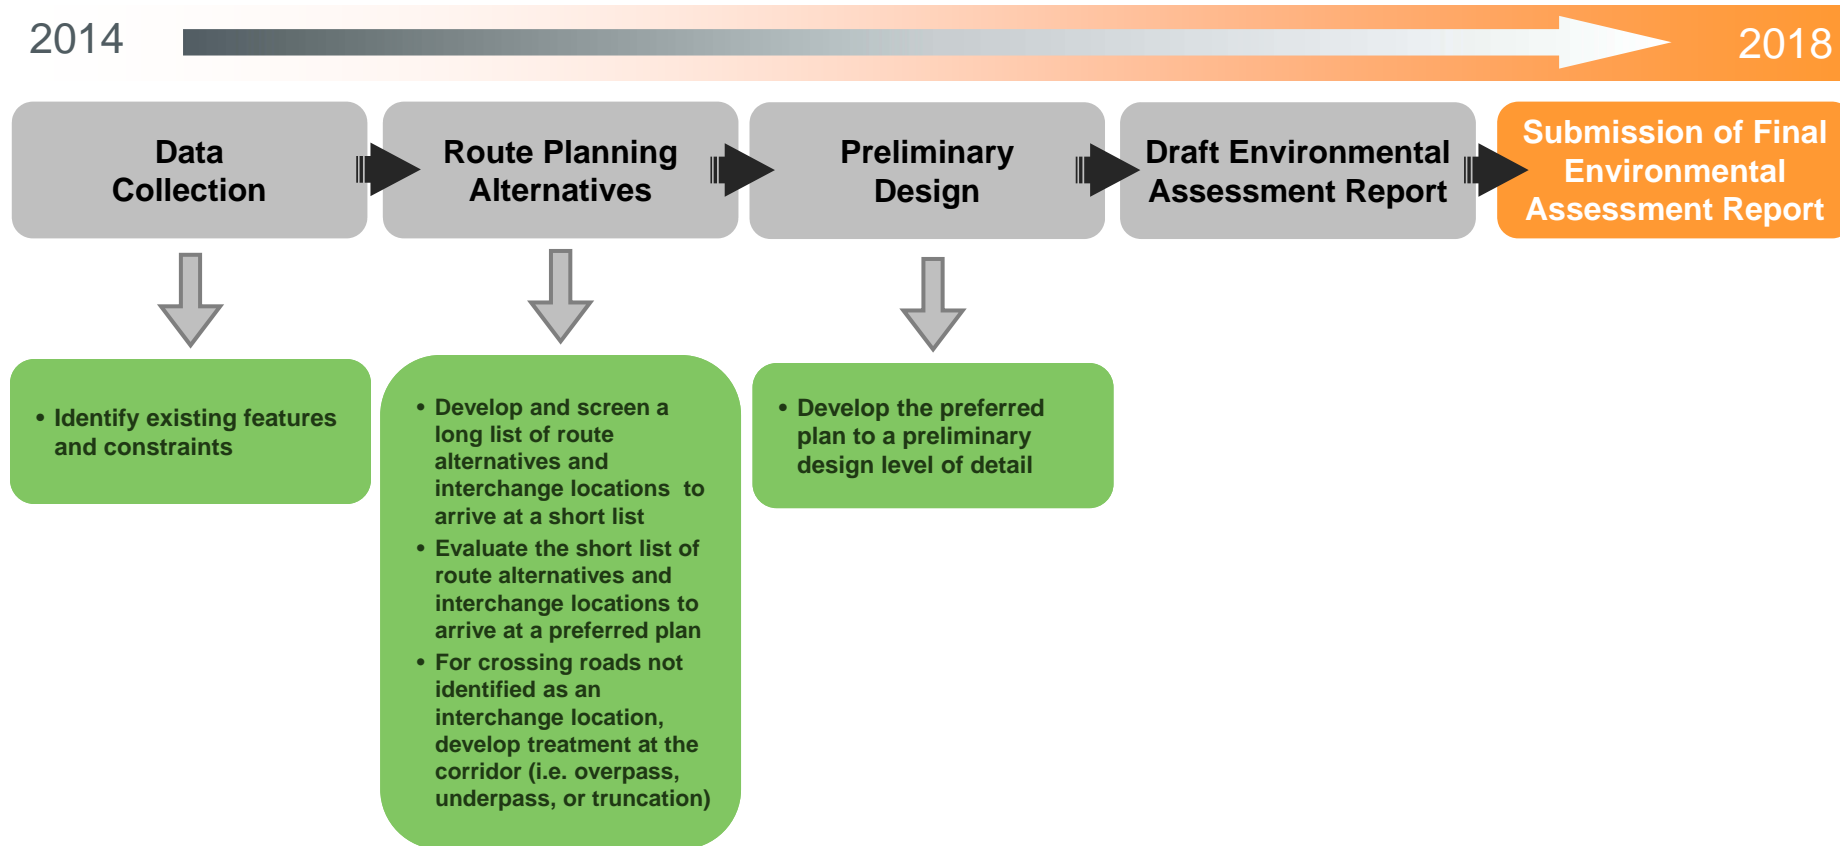 2014
2018
Data
Collection
Route Planning
Alternatives
Preliminary
Design
Draft Environmental
Assessment Report
Submission of Final
Environmental
Assessment Report
• Identify existing features
and constraints
• Develop and screen a
long list of route
alternatives and
interchange locations to
arrive at a short list
• Evaluate the short list of
route alternatives and
interchange locations to
arrive at a preferred plan
• For crossing roads not
identified as an
interchange location,
develop treatment at the
corridor (i.e. overpass,
underpass, or truncation)
• Develop the preferred
plan to a preliminary
design level of detail